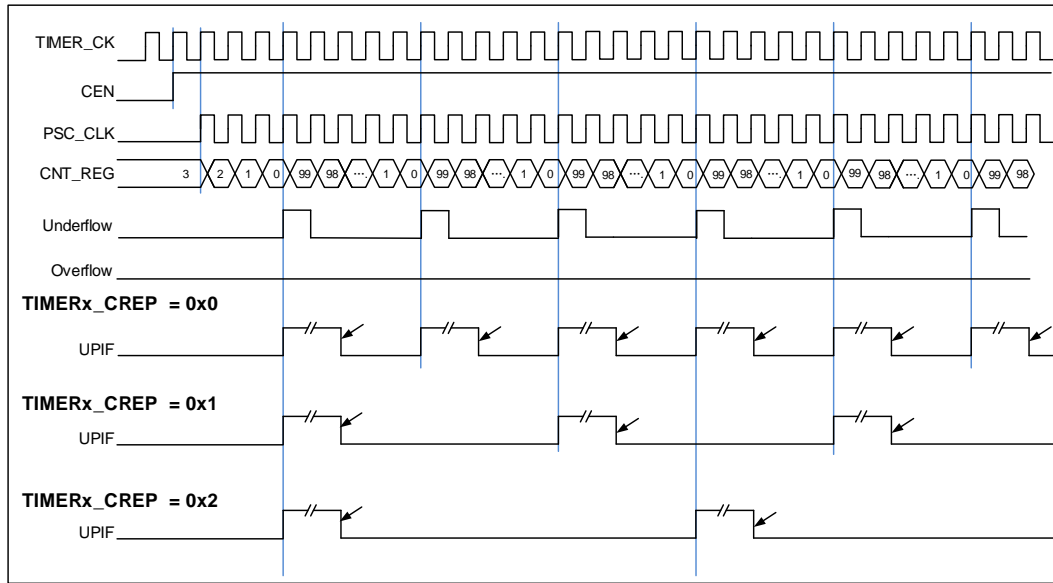 TIMER_CK
CEN
PSC_CLK
CNT_REG 3 2 1 0 99 98 .... 1 0 99 98 .... 1 0 99 98 .... 1 0 99 98 .... 1 0 99 98 .... 1 0 99 98
Underflow
Overflow
TIMERx_CREP = 0x0
UPIF
TIMERx_CREP = 0x1
UPIF
TIMERx_CREP = 0x2
UPIF